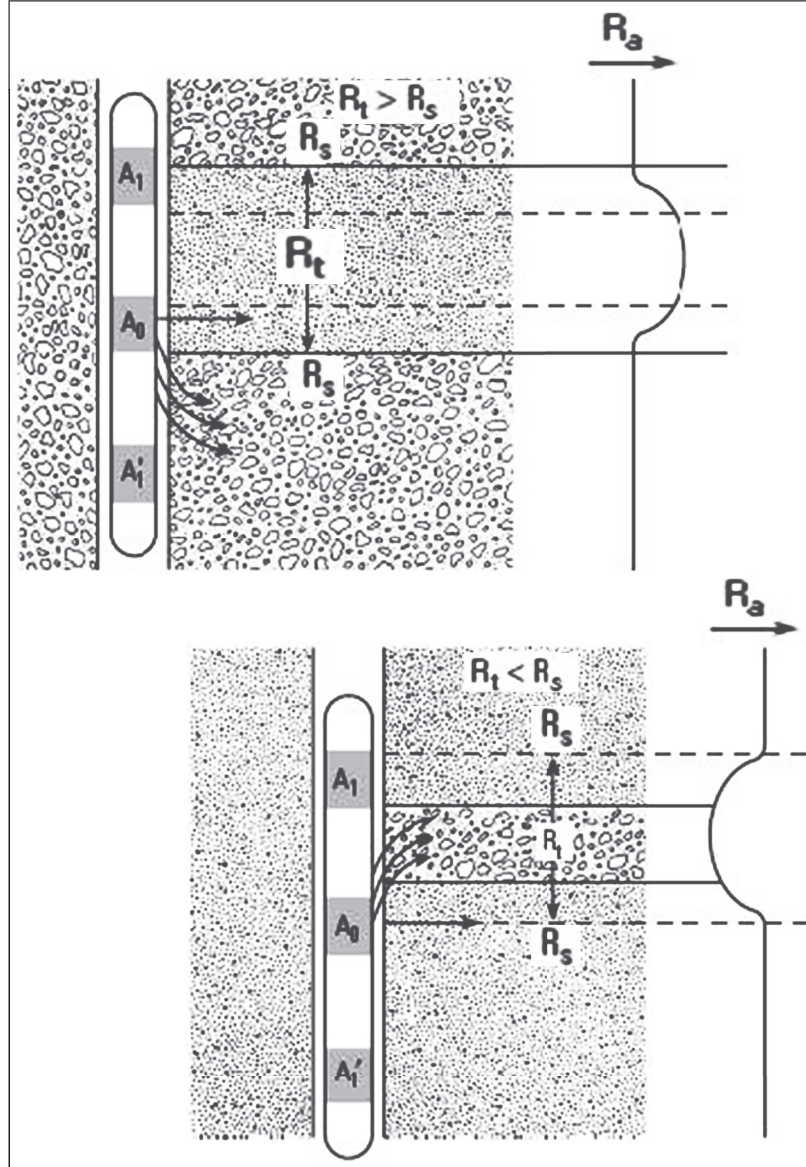 Rₐ
Rₜ > Rₛ
Rₛ
A₁
Rₜ
A₀
Rₛ
A₁'
Rₐ
Rₜ < Rₛ
Rₛ
A₁
Rₜ
A₀
Rₛ
A₁'